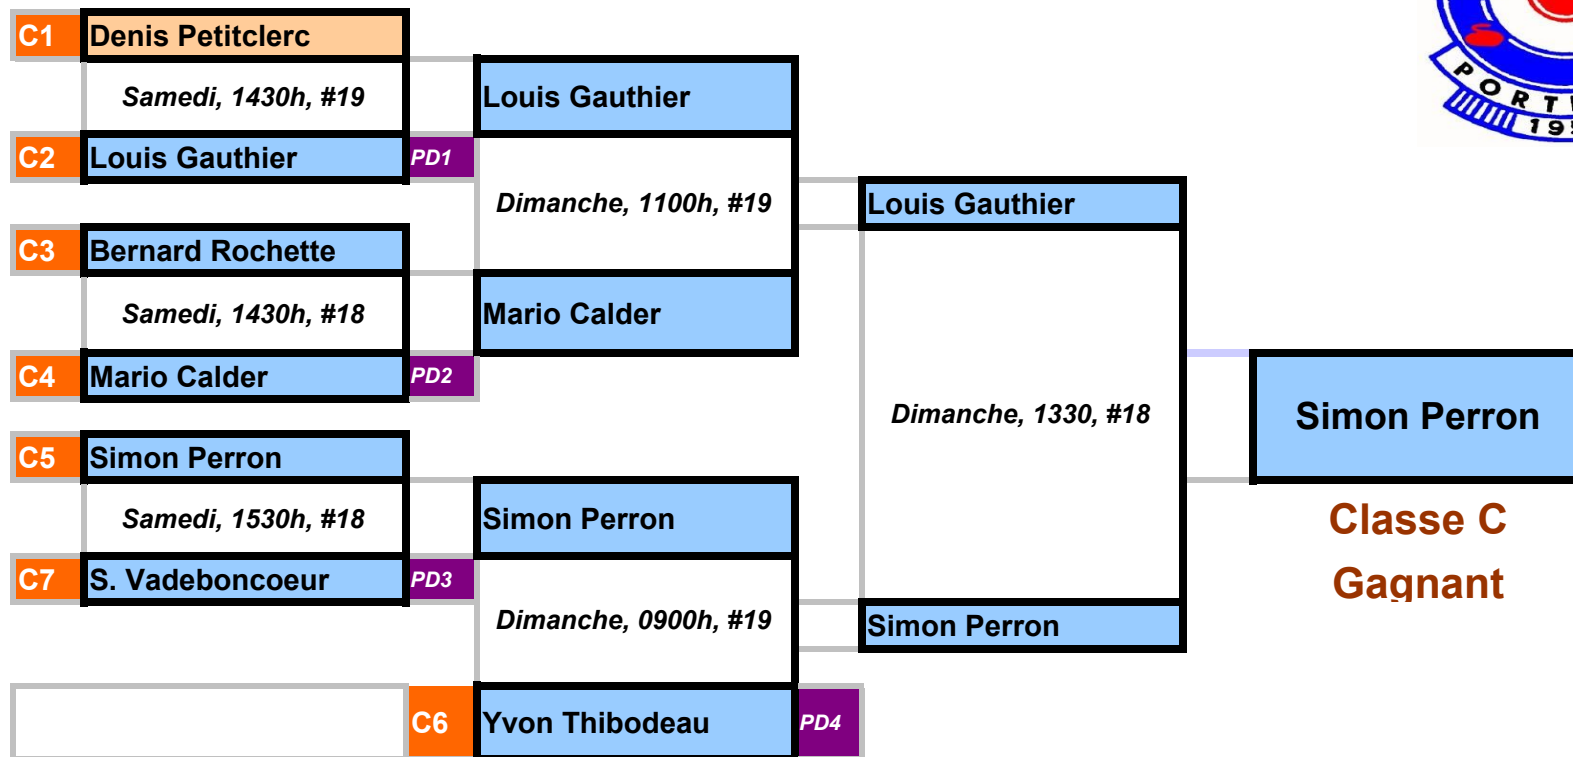 C1 Denis Petitclerc
Samedi, 1430h, #19
C2 Louis Gauthier PD1
C3 Bernard Rochette
Samedi, 1430h, #18
C4 Mario Calder PD2
C5 Simon Perron
Samedi, 1530h, #18
C7 S. Vadeboncoeur PD3
Louis Gauthier
Dimanche, 1100h, #19
Mario Calder
Simon Perron
Dimanche, 0900h, #19
C6 Yvon Thibodeau PD4
Louis Gauthier
Dimanche, 1330, #18
Simon Perron
Simon Perron
Classe C
Gagnant